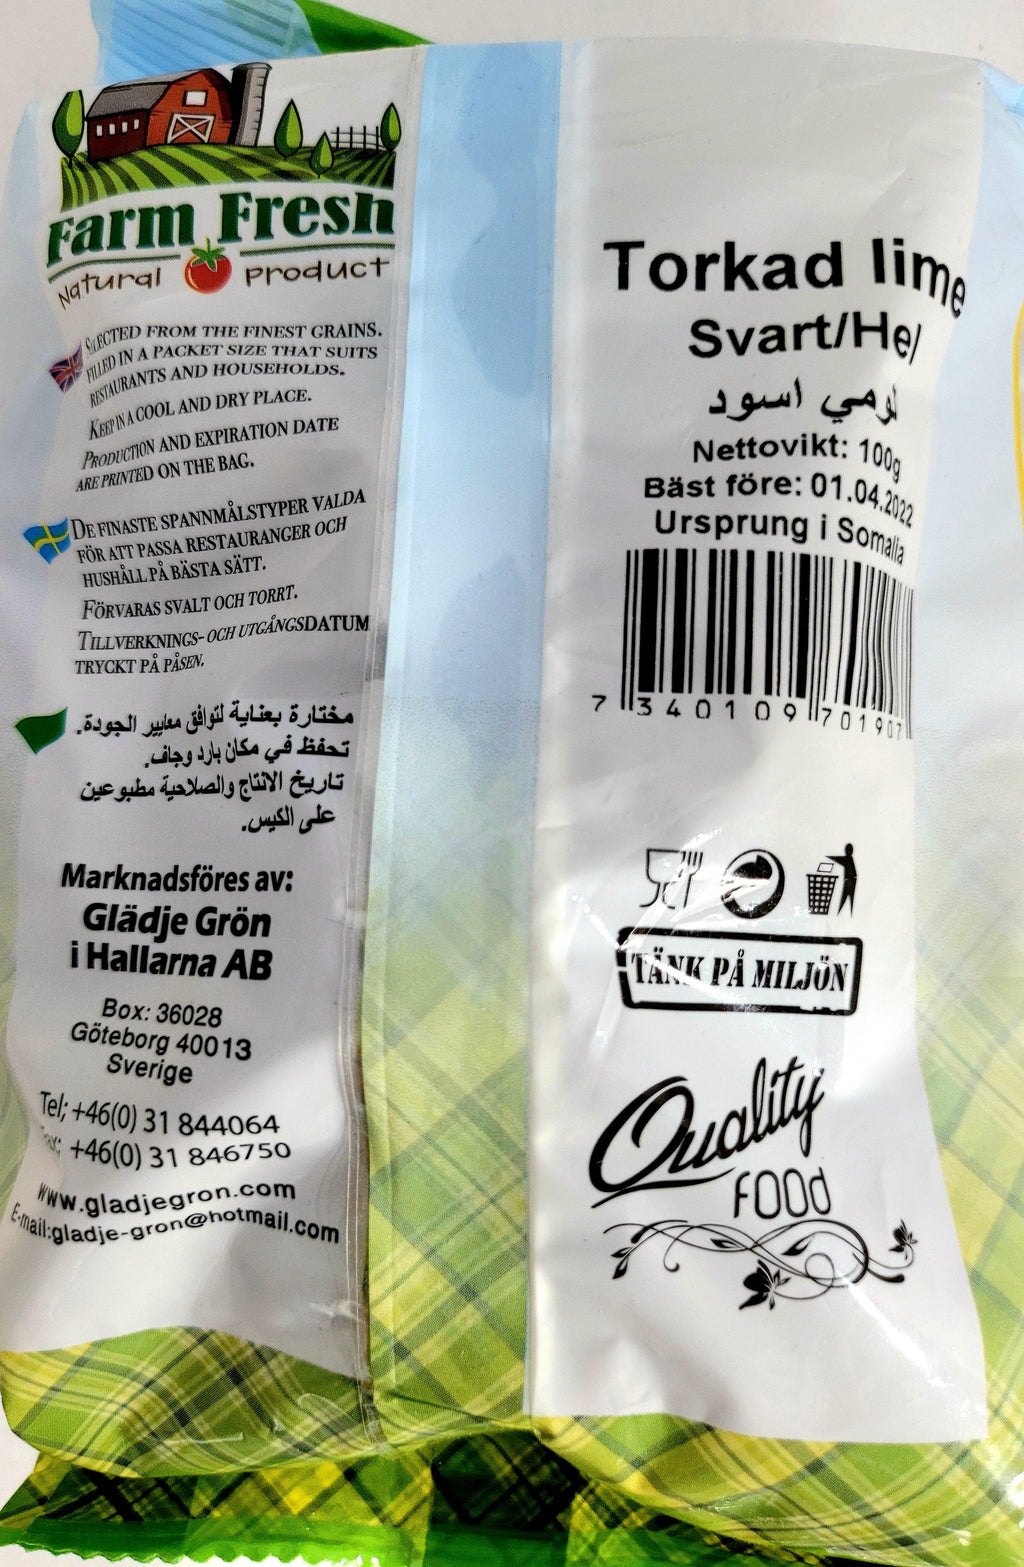 Farm Fresh
Natural product
SELECTED FROM THE FINEST GRAINS.
FILLED IN A PACKET SIZE THAT SUITS
RESTAURANTS AND HOUSEHOLDS.
KEEP IN A COOL AND DRY PLACE.
PRODUCTION AND EXPIRATION DATE
ARE PRINTED ON THE BAG.
DE FINASTE SPANNMÅLSTYPER VALDA
FÖR ATT PASSA RESTAURANGER OCH
HUSHÅLL PÅ BÄSTA SÄTT.
FÖRVARAS SVALT OCH TORRT.
TILLVERKNINGS- OCH UTGÅNGSDATUM
TRYCKT PÅ PÅSEN.
مختارة بعناية لتوافق معايير الجودة.
تحفظ في مكان بارد وجاف.
تاريخ الانتاج والصلاحية مطبوعين
على الكيس.
Marknadsföres av:
Glädje Grön
i Hallarna AB
Box: 36028
Göteborg 40013
Sverige
Tel; +46(0) 31 844064
Fax; +46(0) 31 846750
www.gladjegron.com
E-mail:gladje-gron@hotmail.com
Torkad lime
Svart/Hel
لومي اسود
Nettovikt: 100g
Bäst före: 01.04.2022
Ursprung i Somalia
7 340109 701907
TÄNK PÅ MILJÖN
Quality
FOOd